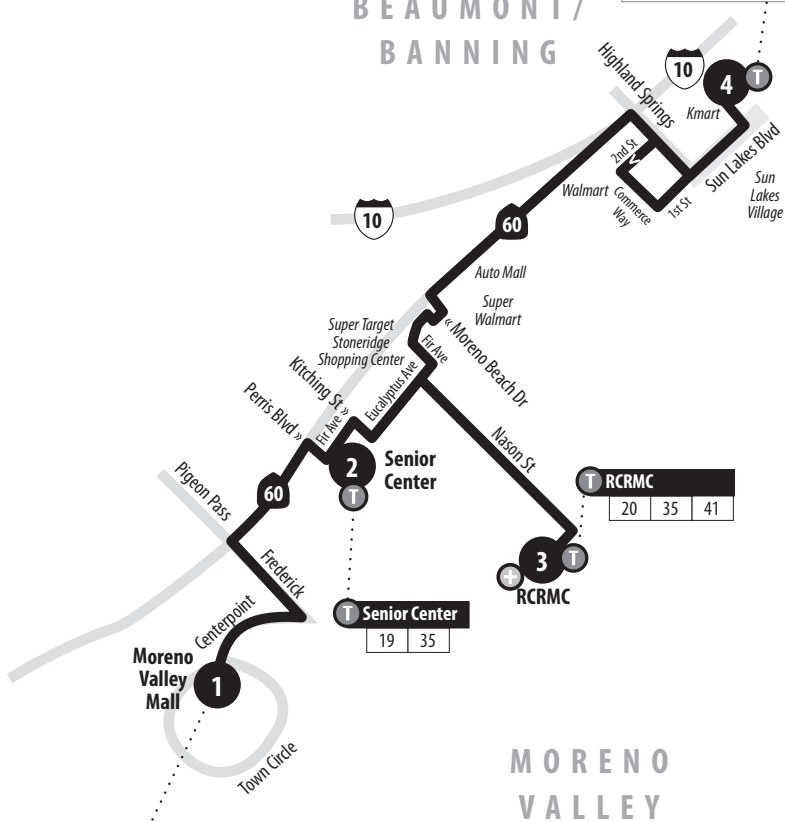 BEAUMONT/
BANNING
Highland Springs
10
4
T
Kmart
2nd St
Sun Lakes Blvd
Sun
Lakes
Village
Walmart
Commerce
Way
1st St
10
60
Auto Mall
Super
Walmart
« Moreno Beach Dr
Super Target
Stoneridge
Shopping Center
Fir Ave
Kitching St »
Eucalyptus Ave
Perris Blvd »
Fir Ave
2
Senior
Center
T
Nason St
Pigeon Pass
60
T RCRMC
20 35 41
3
T
+
RCRMC
Frederick
Centerpoint
T Senior Center
19 35
Moreno
Valley
Mall
1
Town Circle
MORENO
VALLEY